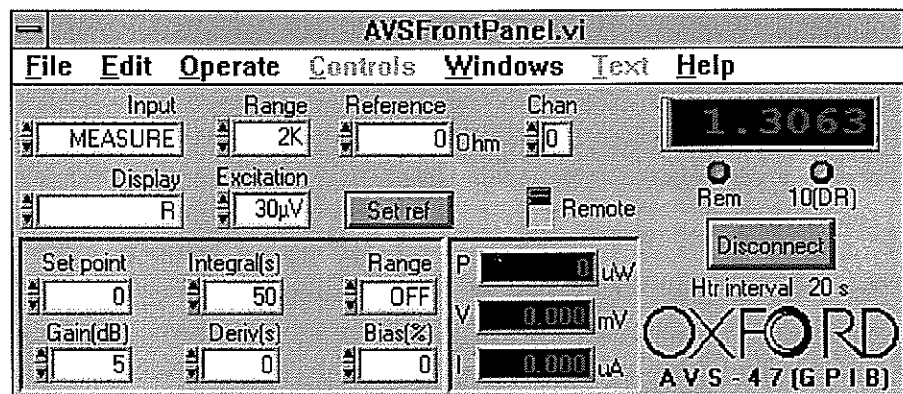 AVSFrontPanel.vi
File Edit Operate Controls Windows Text Help
Input Range Reference Chan
MEASURE 2K 0 Ohm 0
1.3063
Display Excitation
R 30µV Set ref Remote
Rem 10(DR)
Disconnect
Htr interval 20 s
Set point Integral(s) Range
0 50 OFF
Gain(dB) Deriv(s) Bias(%)
5 0 0
P 0 uW
V 0.000 mV
I 0.000 uA
OXFORD
AVS-47(GPIB)